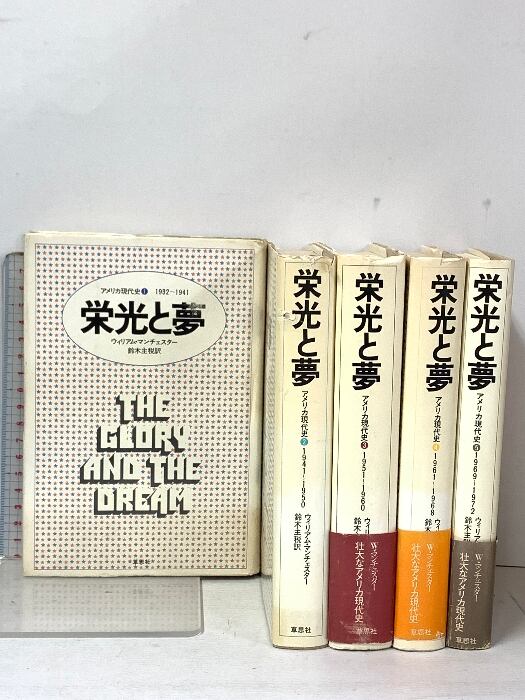 アメリカ現代史1 1932—1941
栄光と夢
ウィリアム・マンチェスター
鈴木主税訳
THE
GLORY
AND THE
DREAM
草思社
栄光と夢
アメリカ現代史2
1941—1950
ウィリアム・マンチェスター
鈴木主税訳
草思社
栄光と夢
アメリカ現代史3
1951—1960
W・マンチェスター
壮大なアメリカ現代史
草思社
栄光と夢
アメリカ現代史4
1961—1968
W・マンチェスター
壮大なアメリカ現代史
栄光と夢
アメリカ現代史5
1969—1972
W・マンチェスター
壮大なアメリカ現代史
草思社